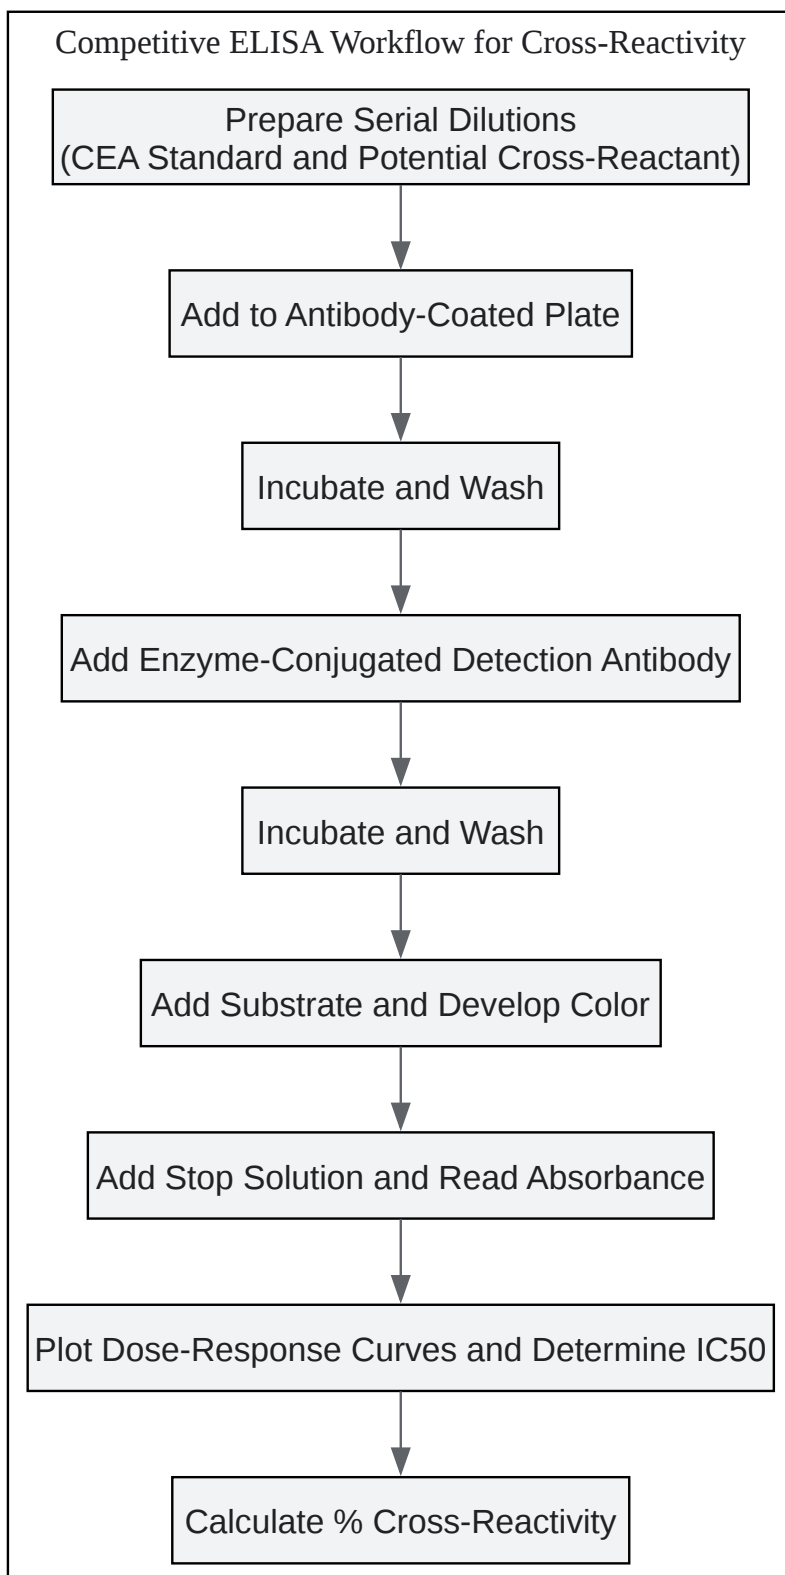 Competitive ELISA Workflow for Cross-Reactivity
Prepare Serial Dilutions
(CEA Standard and Potential Cross-Reactant)
Add to Antibody-Coated Plate
Incubate and Wash
Add Enzyme-Conjugated Detection Antibody
Incubate and Wash
Add Substrate and Develop Color
Add Stop Solution and Read Absorbance
Plot Dose-Response Curves and Determine IC50
Calculate % Cross-Reactivity